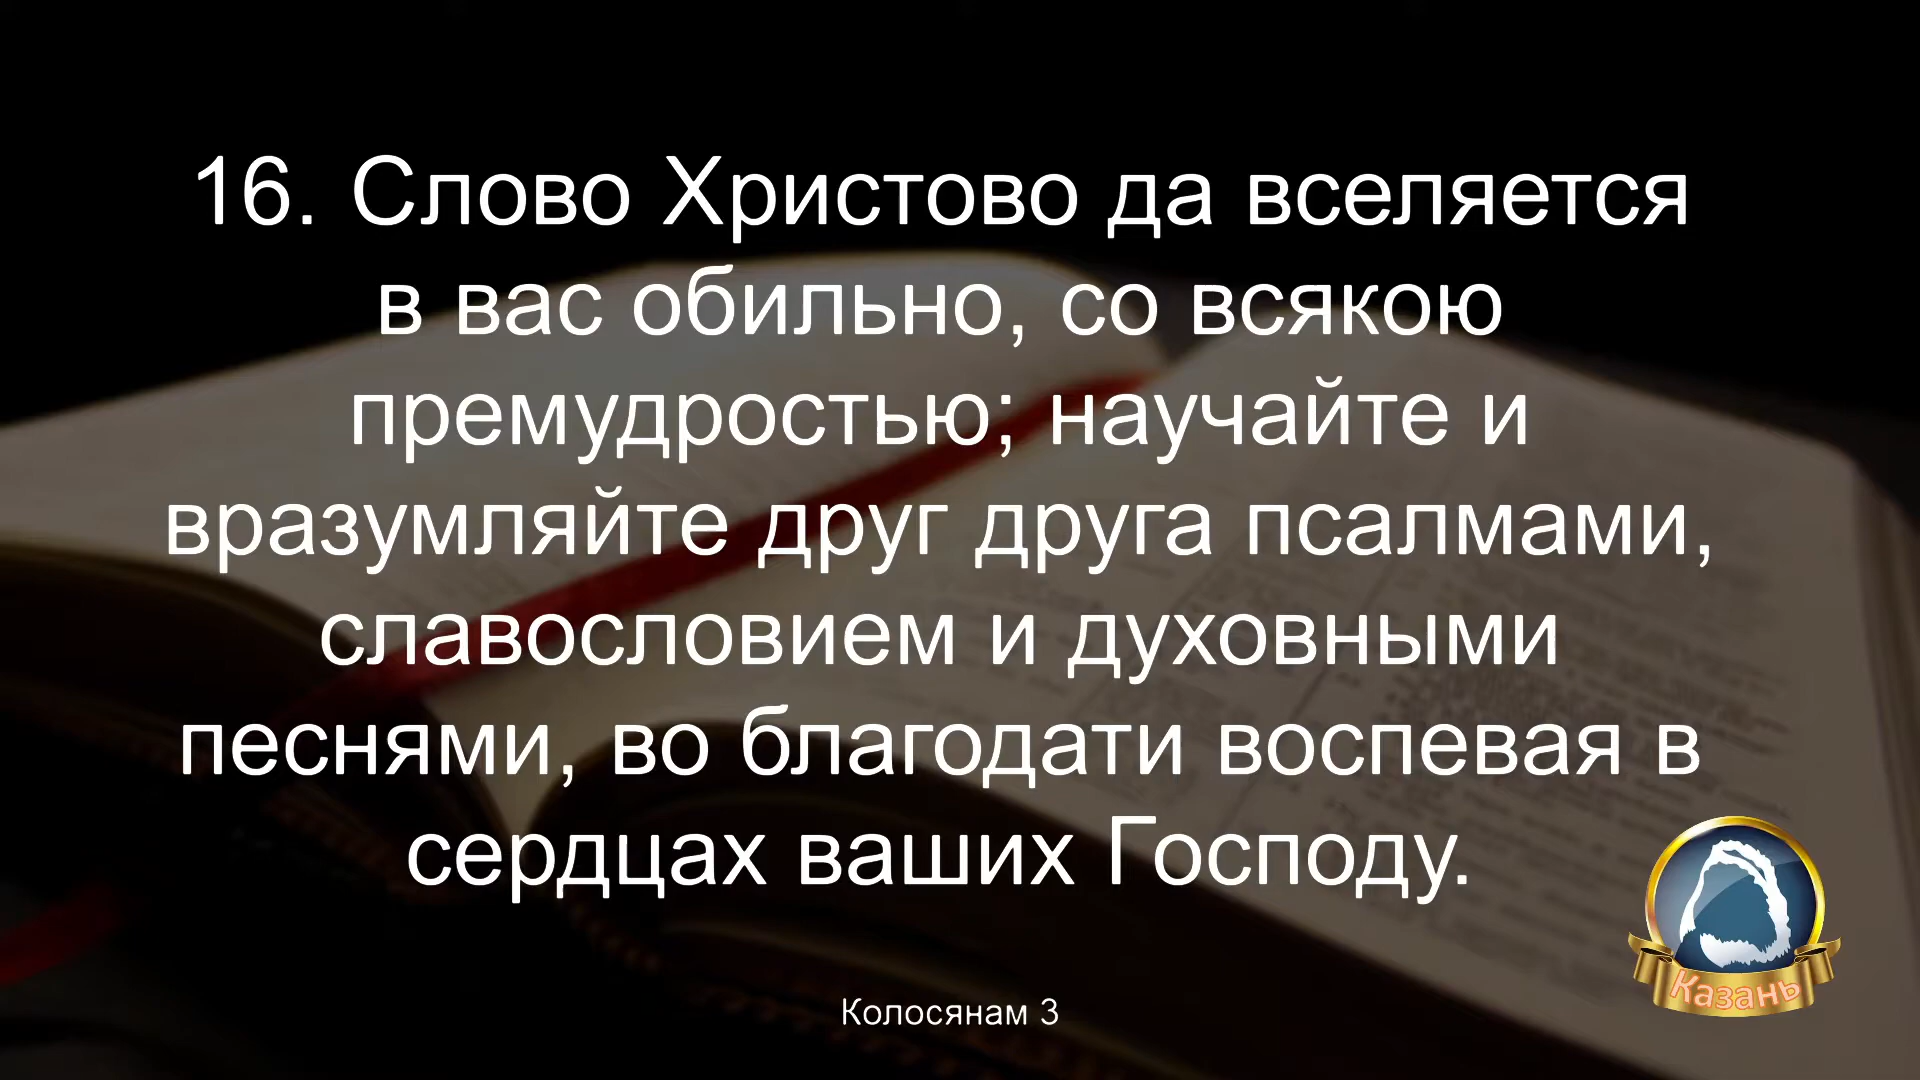 16. Слово Христово да вселяется
в вас обильно, со всякою
премудростью; научайте и
вразумляйте друг друга псалмами,
славословием и духовными
песнями, во благодати воспевая в
сердцах ваших Господу.
Колосянам 3
Казань